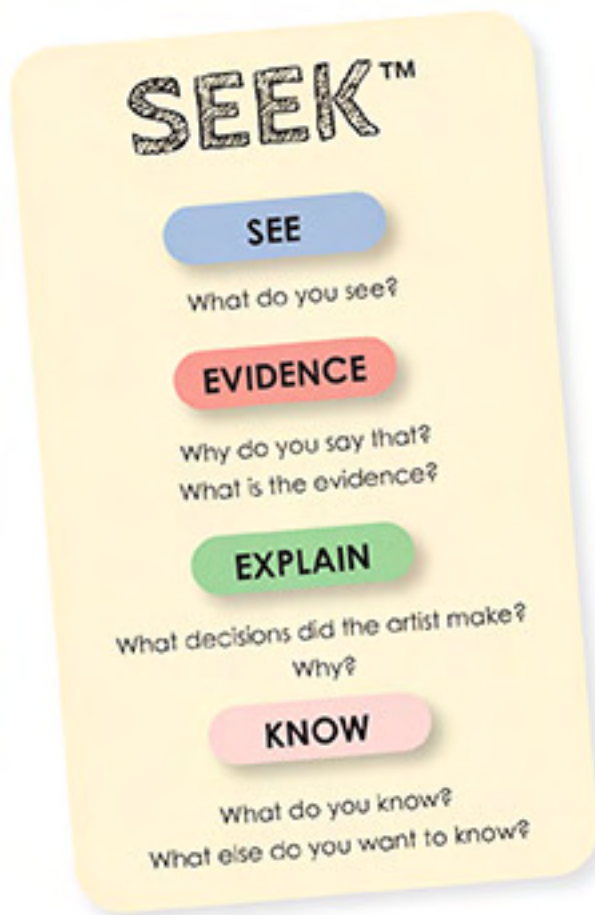 SEEK™
SEE
What do you see?
EVIDENCE
Why do you say that?
What is the evidence?
EXPLAIN
What decisions did the artist make?
Why?
KNOW
What do you know?
What else do you want to know?